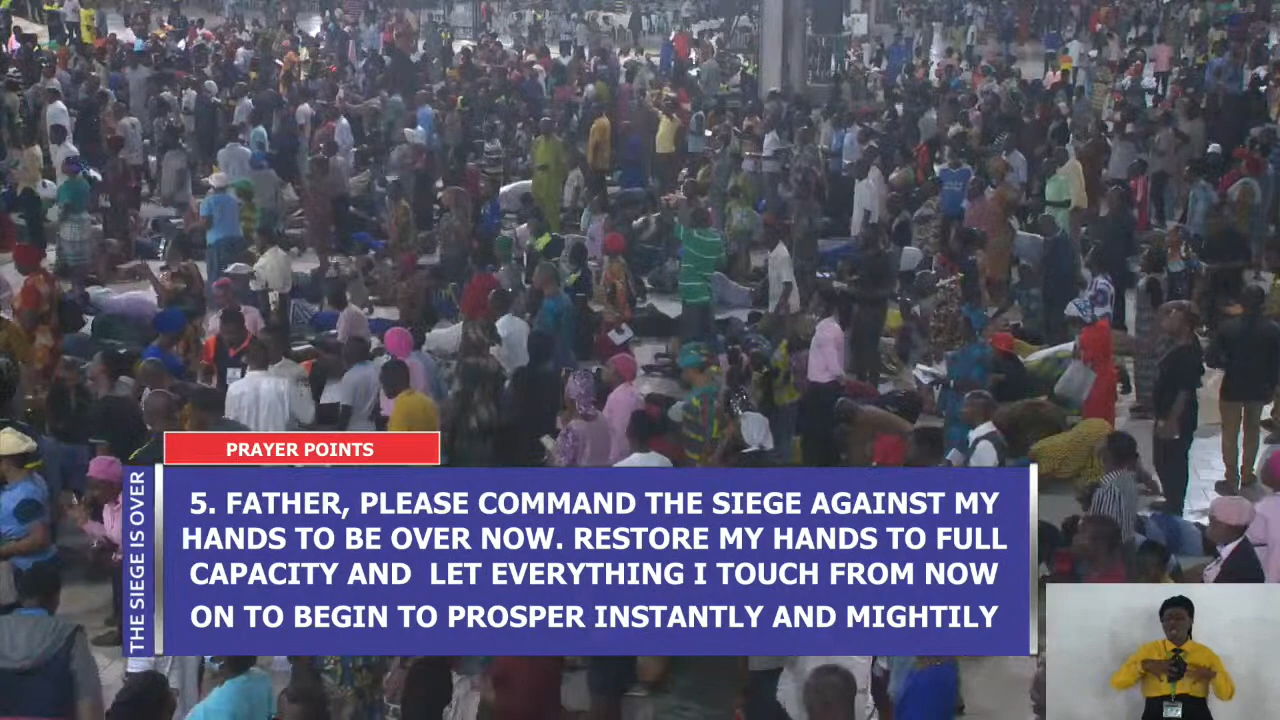 PRAYER POINTS
THE SIEGE IS OVER
5. FATHER, PLEASE COMMAND THE SIEGE AGAINST MY
HANDS TO BE OVER NOW. RESTORE MY HANDS TO FULL
CAPACITY AND LET EVERYTHING I TOUCH FROM NOW
ON TO BEGIN TO PROSPER INSTANTLY AND MIGHTILY